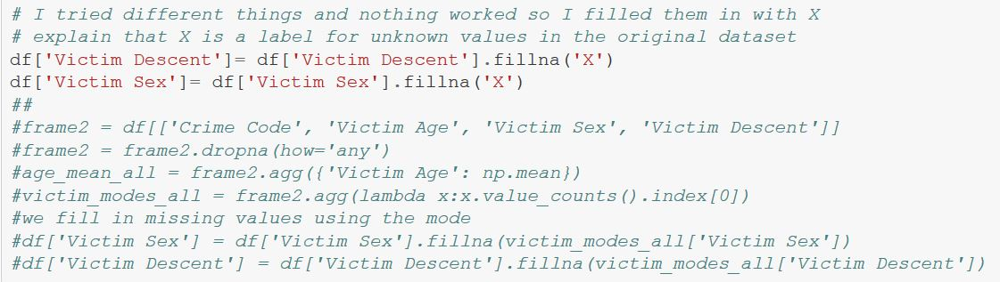 # I tried different things and nothing worked so I filled them in with X
# explain that X is a label for unknown values in the original dataset
df['Victim Descent']= df['Victim Descent'].fillna('X')
df['Victim Sex']= df['Victim Sex'].fillna('X')
##
#frame2 = df[['Crime Code', 'Victim Age', 'Victim Sex', 'Victim Descent']]
#frame2 = frame2.dropna(how='any')
#age_mean_all = frame2.agg({'Victim Age': np.mean})
#victim_modes_all = frame2.agg(lambda x:x.value_counts().index[0])
#we fill in missing values using the mode
#df['Victim Sex'] = df['Victim Sex'].fillna(victim_modes_all['Victim Sex'])
#df['Victim Descent'] = df['Victim Descent'].fillna(victim_modes_all['Victim Descent'])